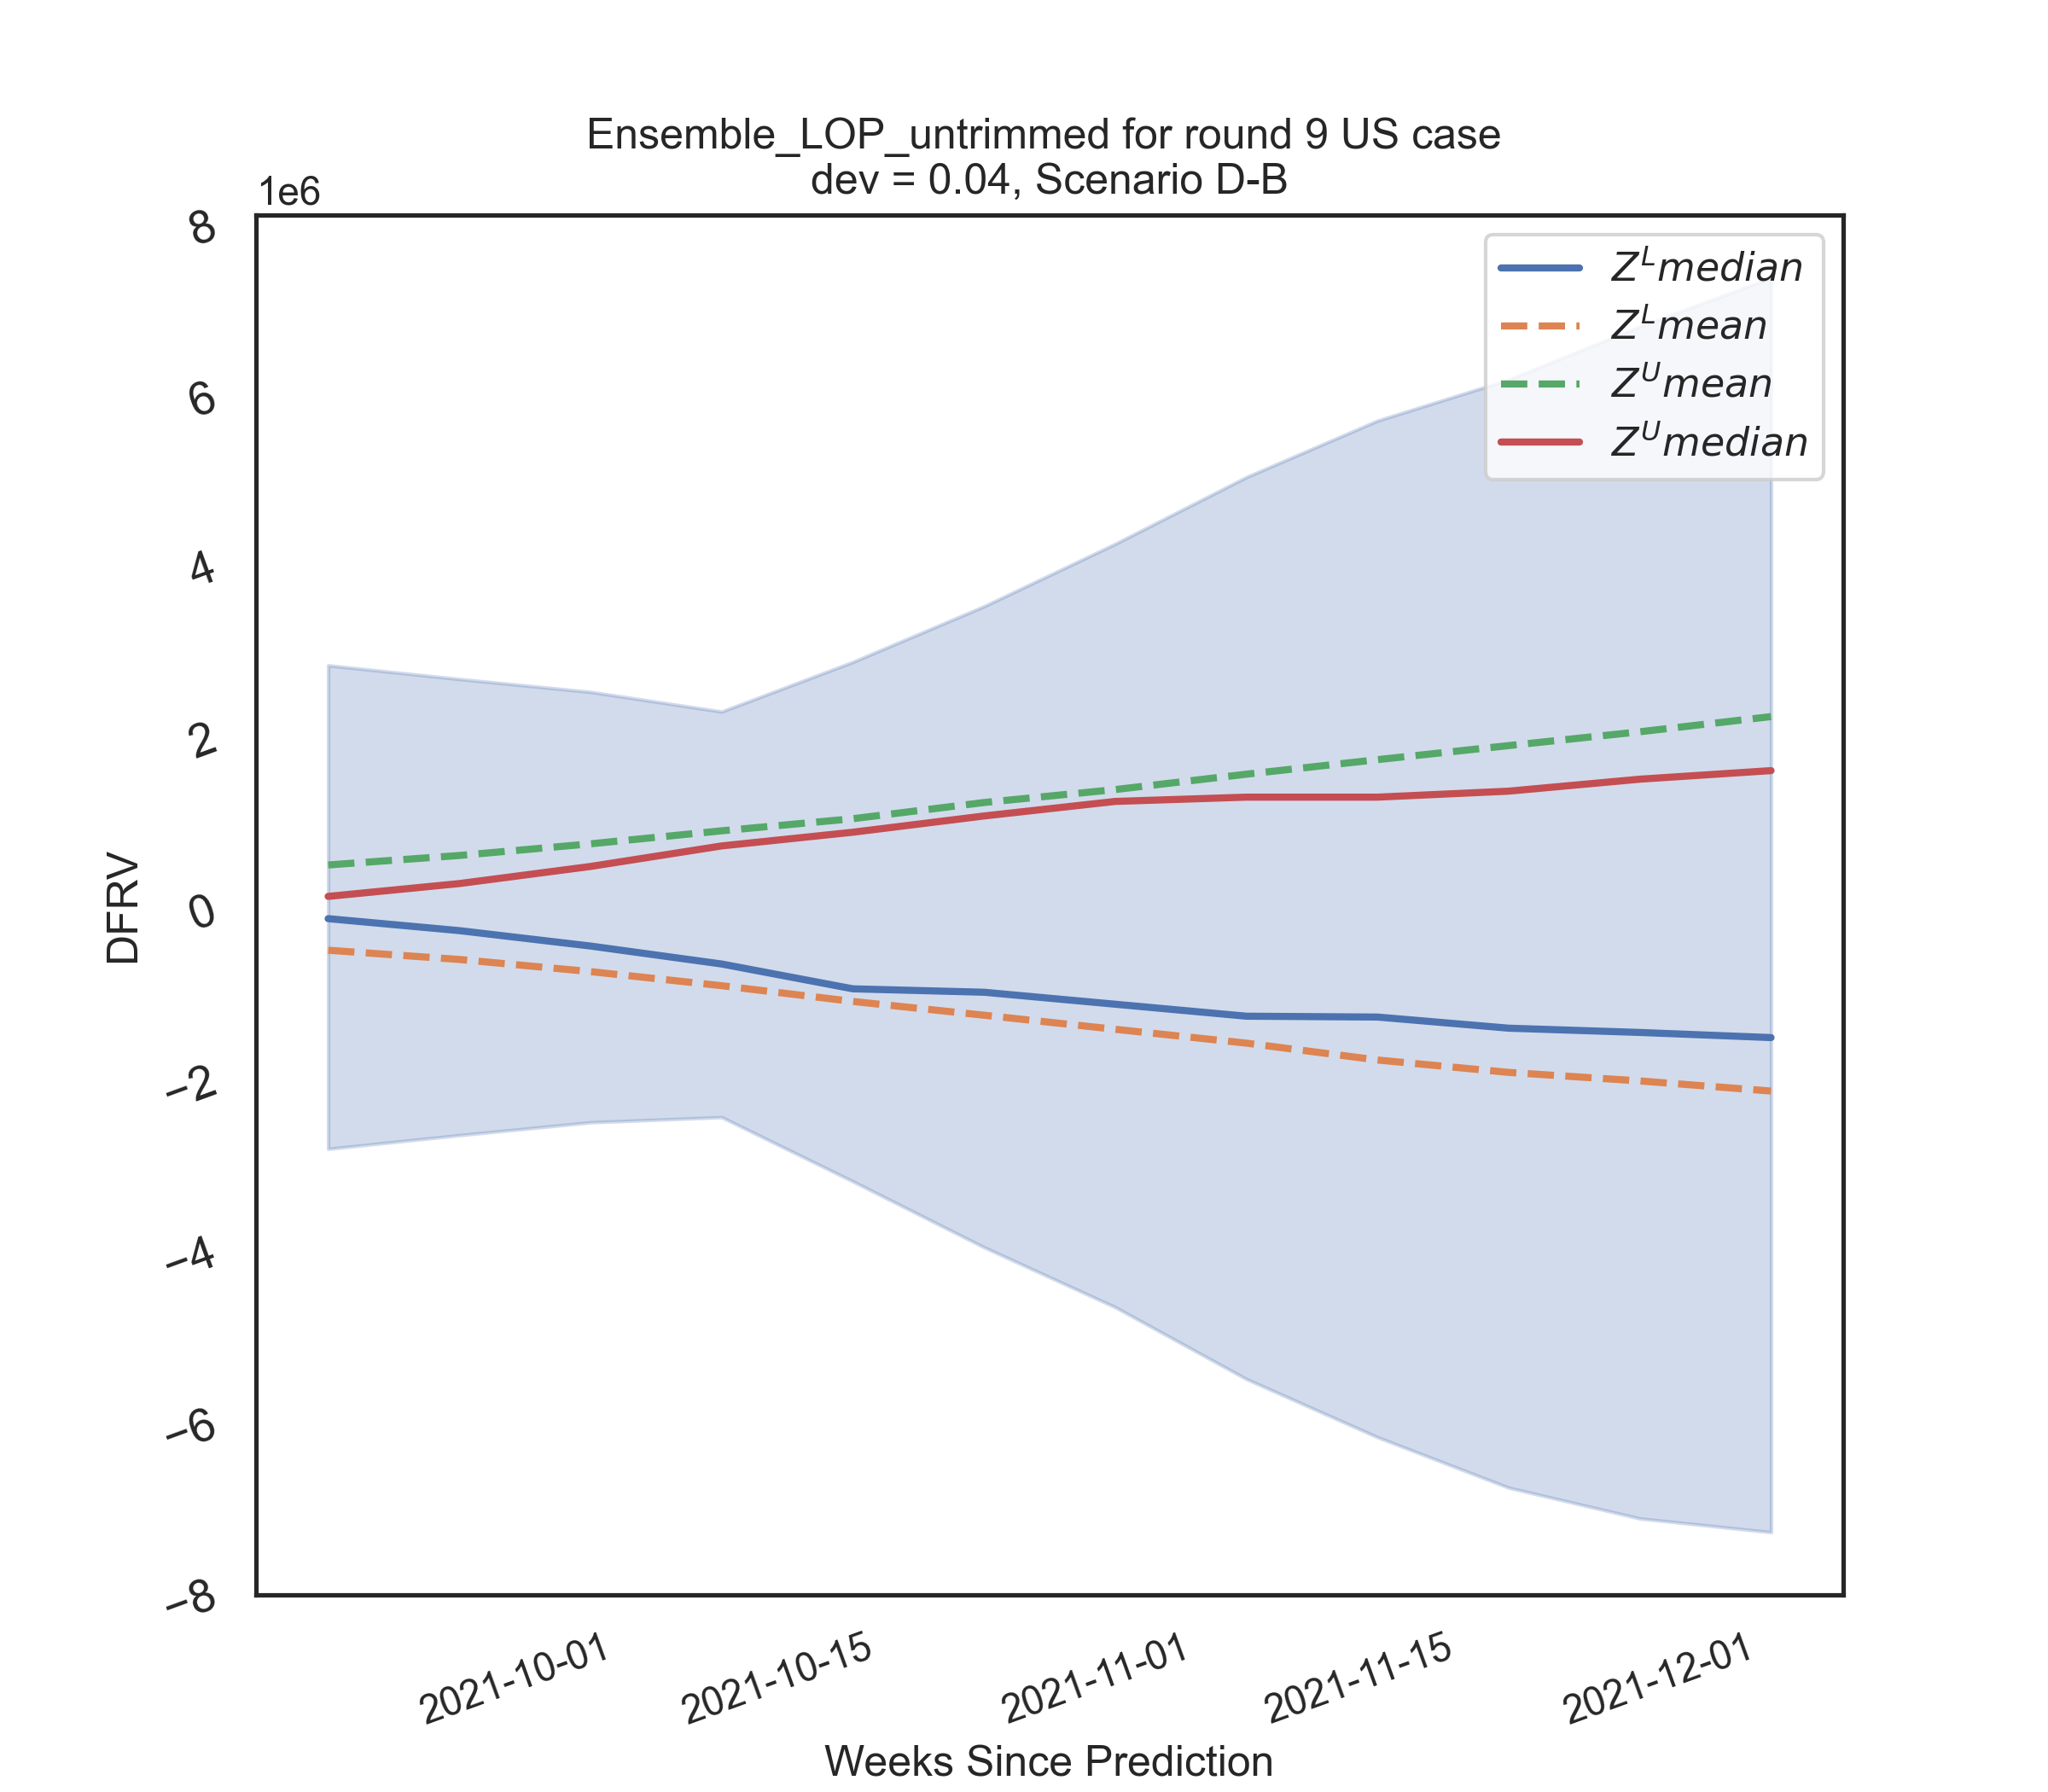 Ensemble_LOP_untrimmed for round 9 US case
dev = 0.04, Scenario D-B
1e6
8
6
4
2
0
−2
−4
−6
−8
DFRV
Z^L median
Z^L mean
Z^U mean
Z^U median
2021-10-01
2021-10-15
2021-11-01
2021-11-15
2021-12-01
Weeks Since Prediction